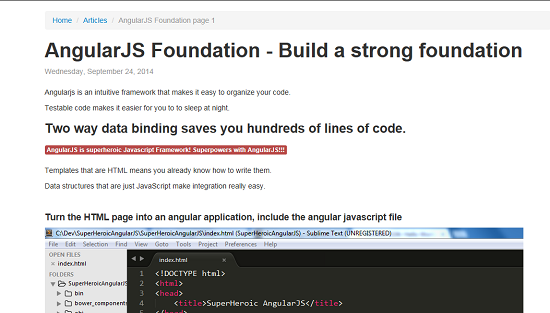 Home / Articles / AngularJS Foundation page 1
AngularJS Foundation - Build a strong foundation
Wednesday, September 24, 2014
Angularjs is an intuitive framework that makes it easy to organize your code.
Testable code makes it easier for you to to sleep at night.
Two way data binding saves you hundreds of lines of code.
AngularJS is superheroic Javascript Framework! Superpowers with AngularJS!!!
Templates that are HTML means you already know how to write them.
Data structures that are just JavaScript make integration really easy.
Turn the HTML page into an angular application, include the angular javascript file
C:\Dev\SuperHeroicAngularJS\SuperHeroicAngularJS\index.html (SuperHeroicAngularJS) - Sublime Text (UNREGISTERED)
File Edit Selection Find View Goto Tools Project Preferences Help
OPEN FILES
× index.html
FOLDERS
SuperHeroicAngularJS
bin
bower_components
index.html ×
1 <!DOCTYPE html>
2 <html>
3 <head>
4 <title>SuperHeroic AngularJS</title>